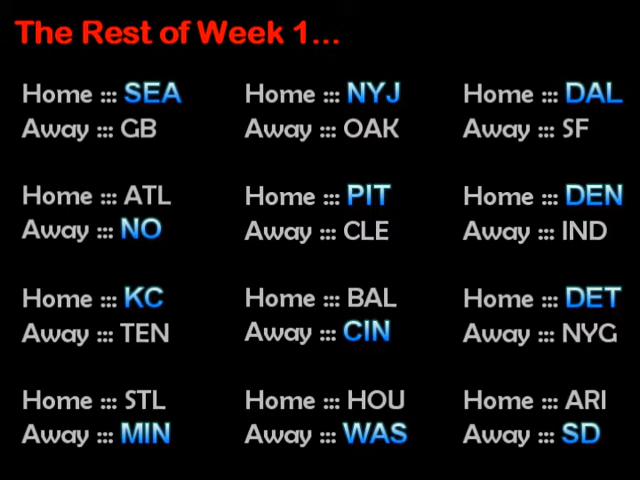 The Rest of Week 1...
Home ::: SEA
Away ::: GB
Home ::: NYJ
Away ::: OAK
Home ::: DAL
Away ::: SF
Home ::: ATL
Away ::: NO
Home ::: PIT
Away ::: CLE
Home ::: DEN
Away ::: IND
Home ::: KC
Away ::: TEN
Home ::: BAL
Away ::: CIN
Home ::: DET
Away ::: NYG
Home ::: STL
Away ::: MIN
Home ::: HOU
Away ::: WAS
Home ::: ARI
Away ::: SD